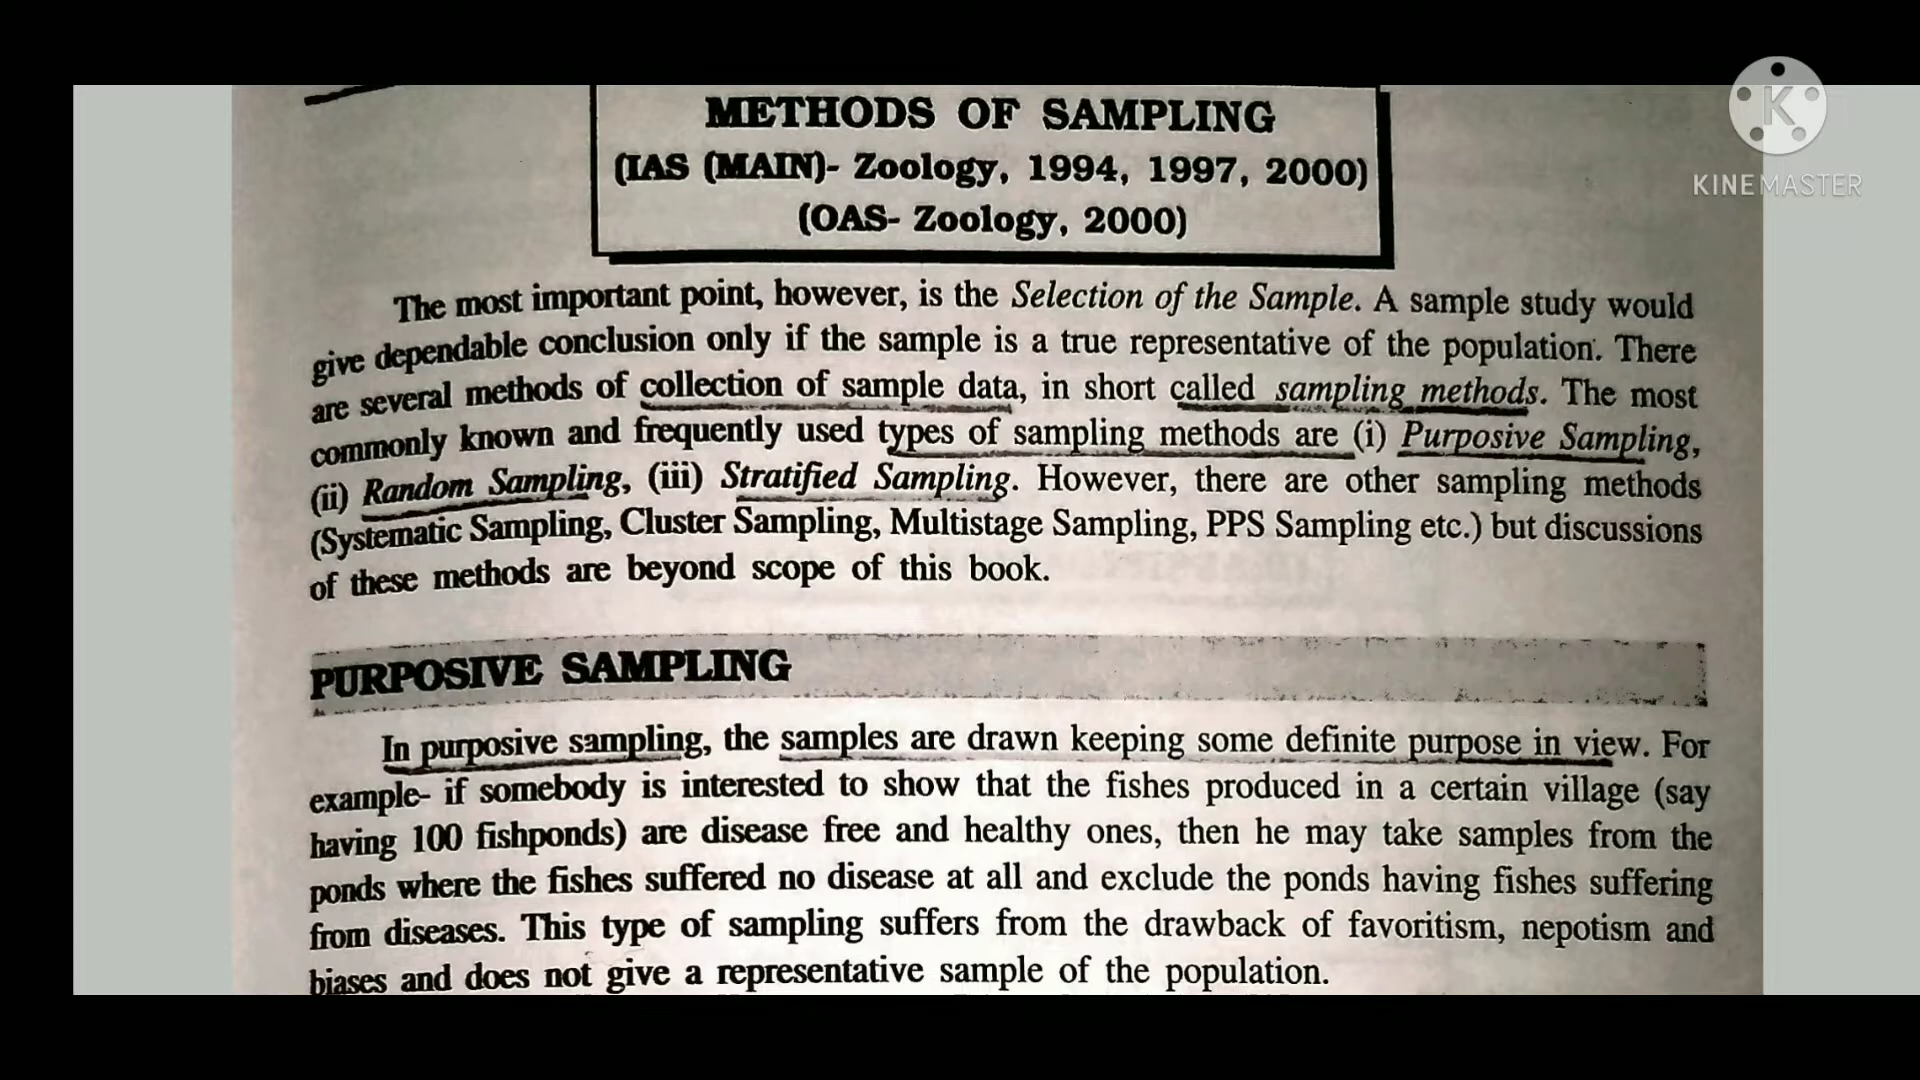 METHODS OF SAMPLING
(IAS (MAIN)- Zoology, 1994, 1997, 2000)
(OAS- Zoology, 2000)
K
KINEMASTER
The most important point, however, is the Selection of the Sample. A sample study would
give dependable conclusion only if the sample is a true representative of the population. There
are several methods of collection of sample data, in short called sampling methods. The most
commonly known and frequently used types of sampling methods are (i) Purposive Sampling,
(ii) Random Sampling, (iii) Stratified Sampling. However, there are other sampling methods
(Systematic Sampling, Cluster Sampling, Multistage Sampling, PPS Sampling etc.) but discussions
of these methods are beyond scope of this book.
PURPOSIVE SAMPLING
In purposive sampling, the samples are drawn keeping some definite purpose in view. For
example- if somebody is interested to show that the fishes produced in a certain village (say
having 100 fishponds) are disease free and healthy ones, then he may take samples from the
ponds where the fishes suffered no disease at all and exclude the ponds having fishes suffering
from diseases. This type of sampling suffers from the drawback of favoritism, nepotism and
biases and does not give a representative sample of the population.